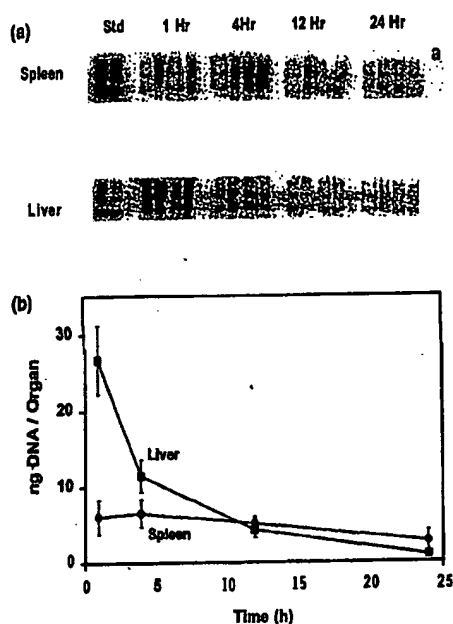 (a)
Std 1 Hr 4Hr 12 Hr 24 Hr
a
Spleen
Liver
(b)
30
20
10
0
ng DNA / Organ
Liver
Spleen
0 5 10 15 20 25
Time (h)